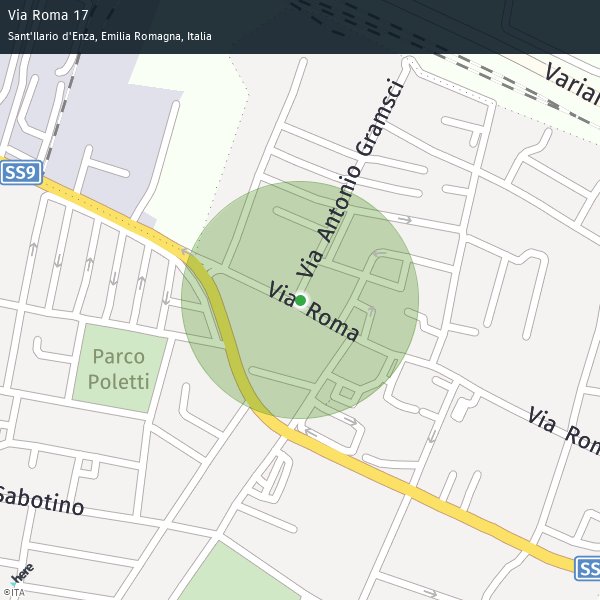 Via Roma 17
Sant'Ilario d'Enza, Emilia Romagna, Italia
Varian
SS9
Via Antonio Gramsci
Via Roma
Parco
Poletti
Via Rom
Sabotino
SS
here
©ITA